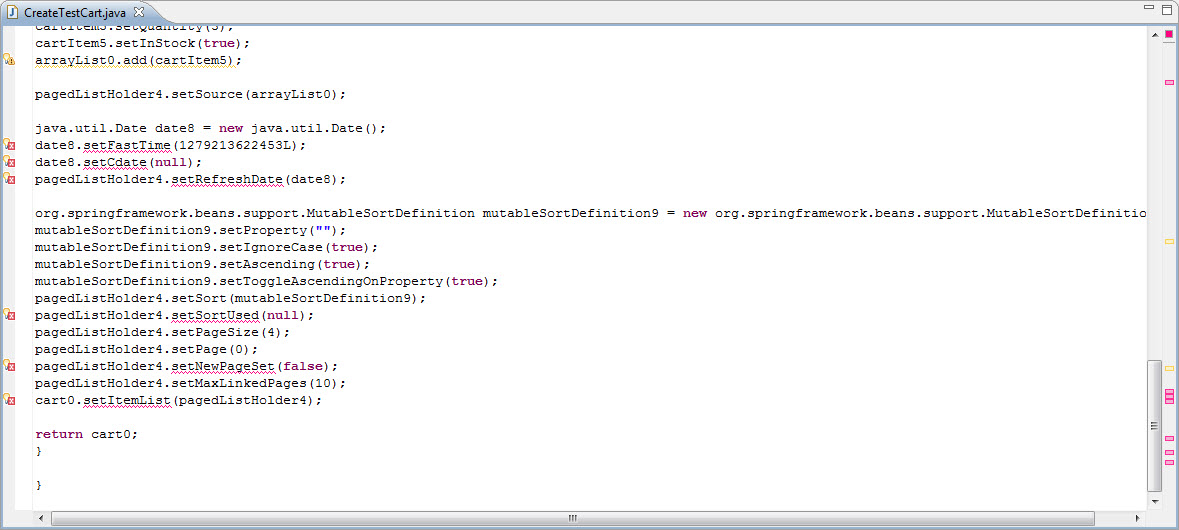 CreateTestCart.java
cartItem5.setQuantity(3);
cartItem5.setInStock(true);
arrayList0.add(cartItem5);
pagedListHolder4.setSource(arrayList0);
java.util.Date date8 = new java.util.Date();
date8.setFastTime(1279213622453L);
date8.setCdate(null);
pagedListHolder4.setRefreshDate(date8);
org.springframework.beans.support.MutableSortDefinition mutableSortDefinition9 = new org.springframework.beans.support.MutableSortDefinitio
mutableSortDefinition9.setProperty("");
mutableSortDefinition9.setIgnoreCase(true);
mutableSortDefinition9.setAscending(true);
mutableSortDefinition9.setToggleAscendingOnProperty(true);
pagedListHolder4.setSort(mutableSortDefinition9);
pagedListHolder4.setSortUsed(null);
pagedListHolder4.setPageSize(4);
pagedListHolder4.setPage(0);
pagedListHolder4.setNewPageSet(false);
pagedListHolder4.setMaxLinkedPages(10);
cart0.setItemList(pagedListHolder4);
return cart0;
}
}